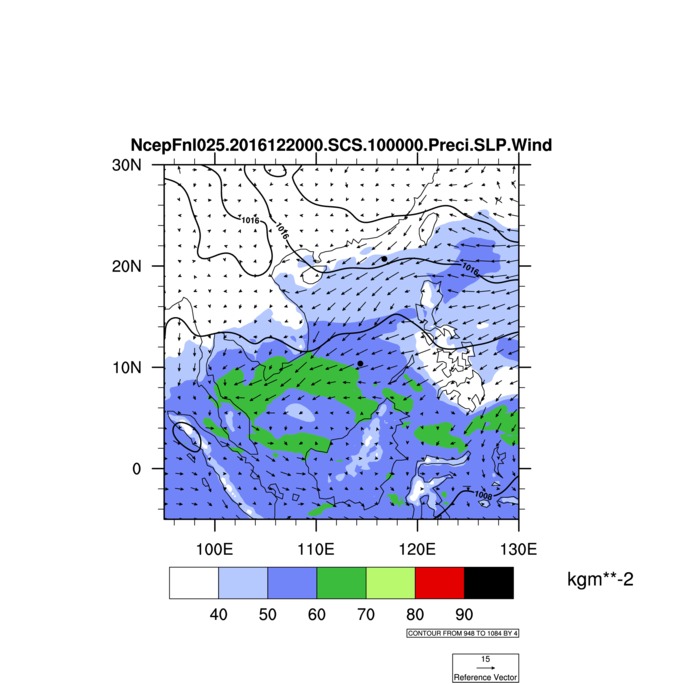 NcepFnl025.2016122000.SCS.100000.Preci.SLP.Wind
30N
1016
1016
20N
1016
10N
0
1008
100E 110E 120E 130E
kgm**-2
40 50 60 70 80 90
CONTOUR FROM 948 TO 1084 BY 4
15
Reference Vector